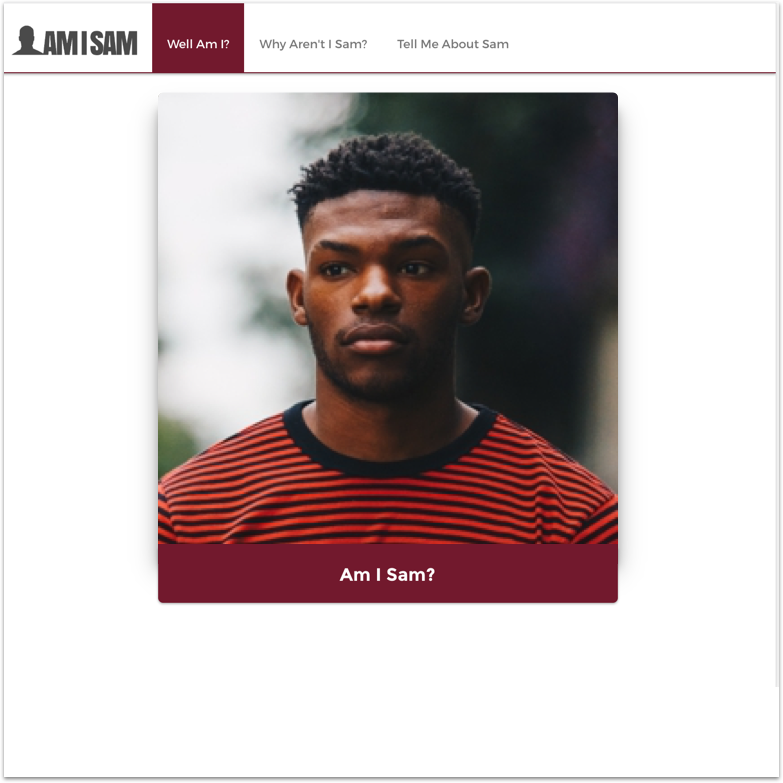 AM I SAM
Well Am I?
Why Aren't I Sam?
Tell Me About Sam
Am I Sam?